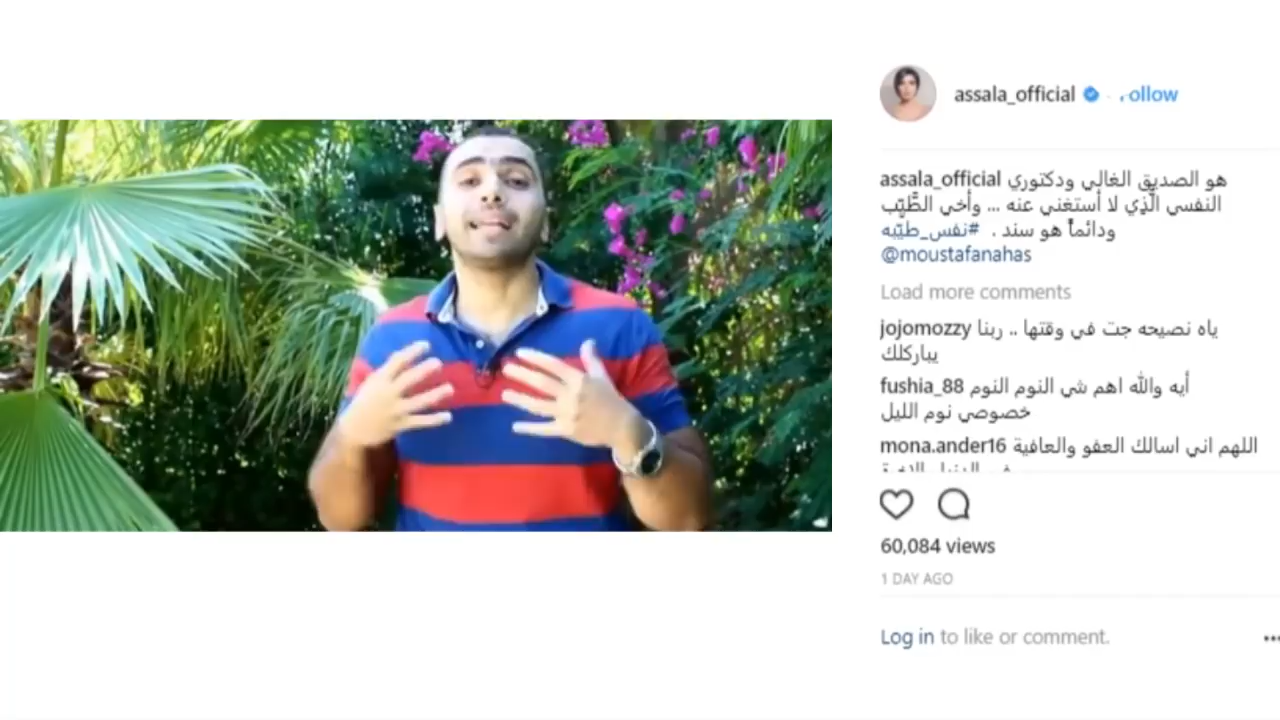 assala_official · ollow
assala_official هو الصديق الغالي ودكتوري
النفسي الَّذِي لا أستغني عنه ... وأخي الطَّيِّب
ودائماً هو سند . #نفس_طيّبه
@moustafanahas
Load more comments
jojomozzy ياه نصيحه جت في وقتها .. ربنا
يباركلك
fushia_88 أيه والله اهم شي النوم النوم
خصوصي نوم الليل
mona.ander16 اللهم اني اسالك العفو والعافية
60,084 views
1 DAY AGO
Log in to like or comment.